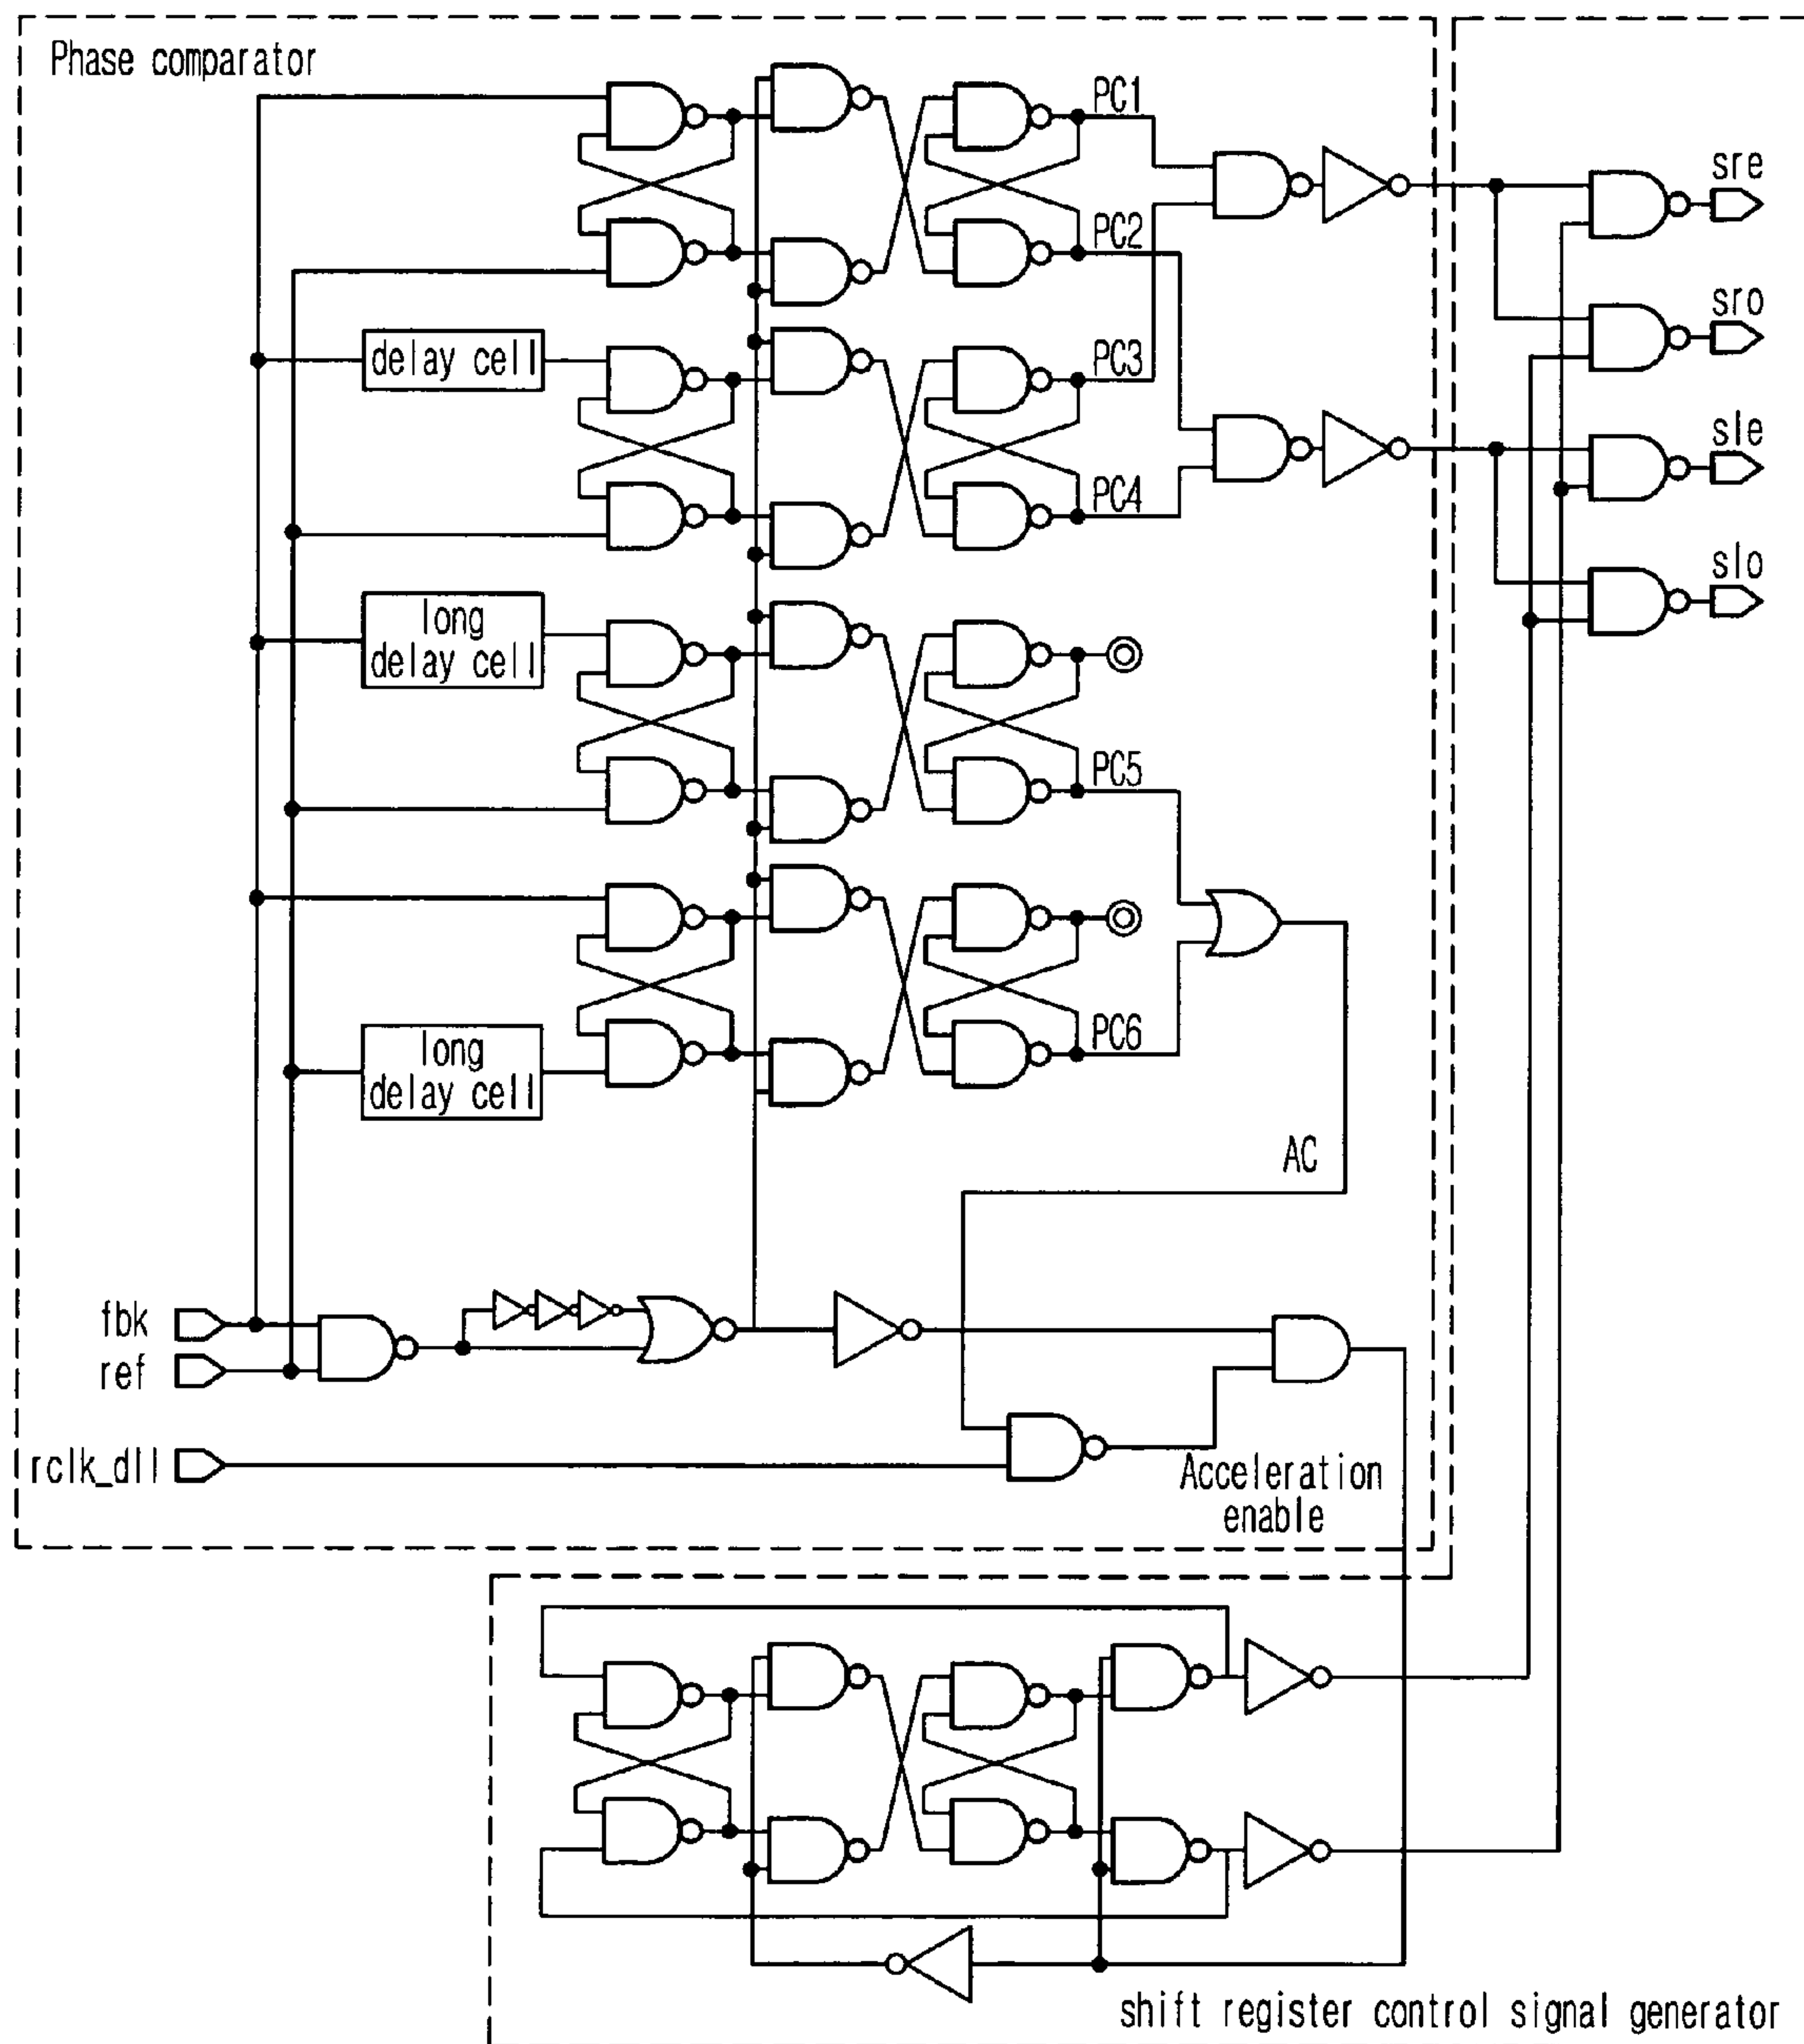 Phase comparator
PC1
sre
PC2
sro
delay cell
PC3
sle
PC4
slo
long
delay cell
PC5
long
delay cell
PC6
AC
fbk
ref
rclk_dll
Acceleration
enable
shift register control signal generator